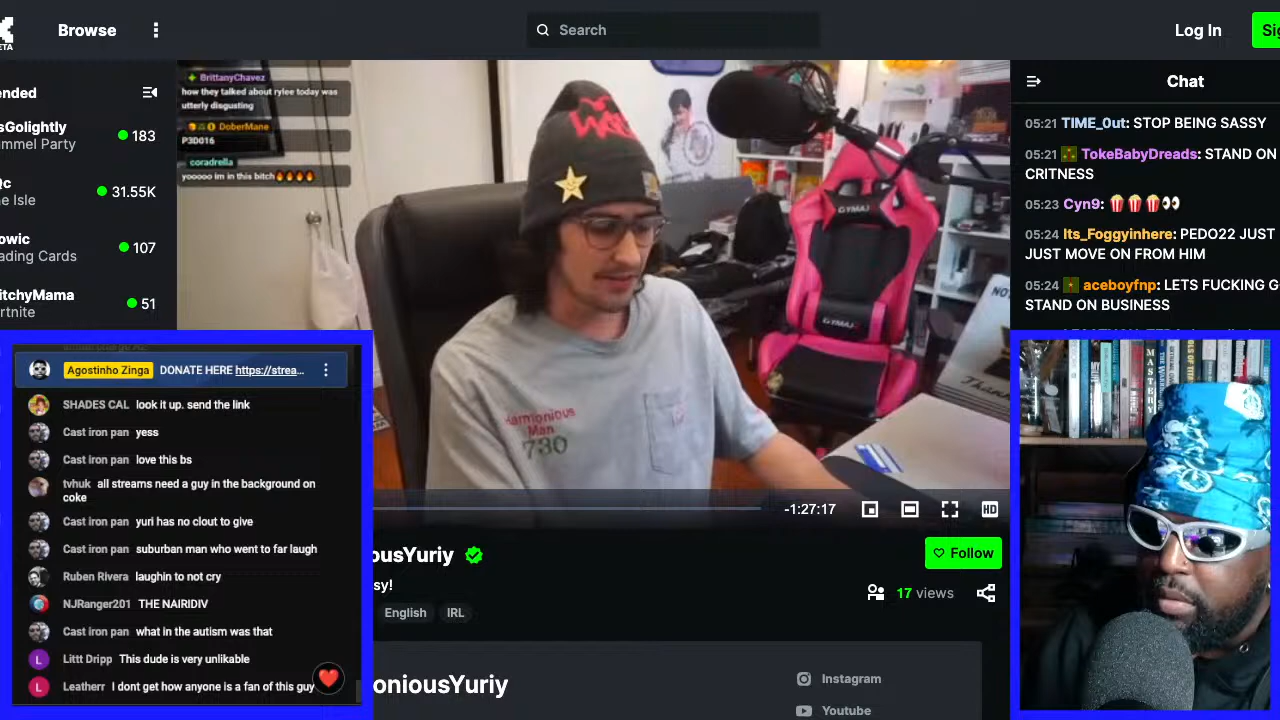 ETA
Browse
Search
Log In
ended
sGolightly
ammel Party
183
31.55K
e Isle
owic
ading Cards
107
itchyMama
rtnite
51
BrittanyChavez
how they talked about rylee today was
utterly disgusting
DoberMane
P3D016
coradrella
yooooo im in this bitch🔥🔥🔥🔥
GYMAX
GYMAX
Harmonious
Man
730
-1:27:17
HD
Chat
05:21 TIME_0ut: STOP BEING SASSY
05:21 TokeBabyDreads: STAND ON
CRITNESS
05:23 Cyn9: 🍿🍿🍿👀
05:24 Its_Foggyinhere: PEDO22 JUST
JUST MOVE ON FROM HIM
05:24 aceboyfnp: LETS FUCKING G
STAND ON BUSINESS
Agostinho Zinga DONATE HERE https://strea...
SHADES CAL look it up. send the link
Cast iron pan yess
Cast iron pan love this bs
tvhuk all streams need a guy in the background on
coke
Cast iron pan yuri has no clout to give
Cast iron pan suburban man who went to far laugh
Ruben Rivera laughin to not cry
NJRanger201 THE NAIRIDIV
Cast iron pan what in the autism was that
L Littt Dripp This dude is very unlikable
L Leatherr I dont get how anyone is a fan of this guy
ousYuriy
Follow
sy!
17 views
English
IRL
oniousYuriy
Instagram
Youtube
MASTERY